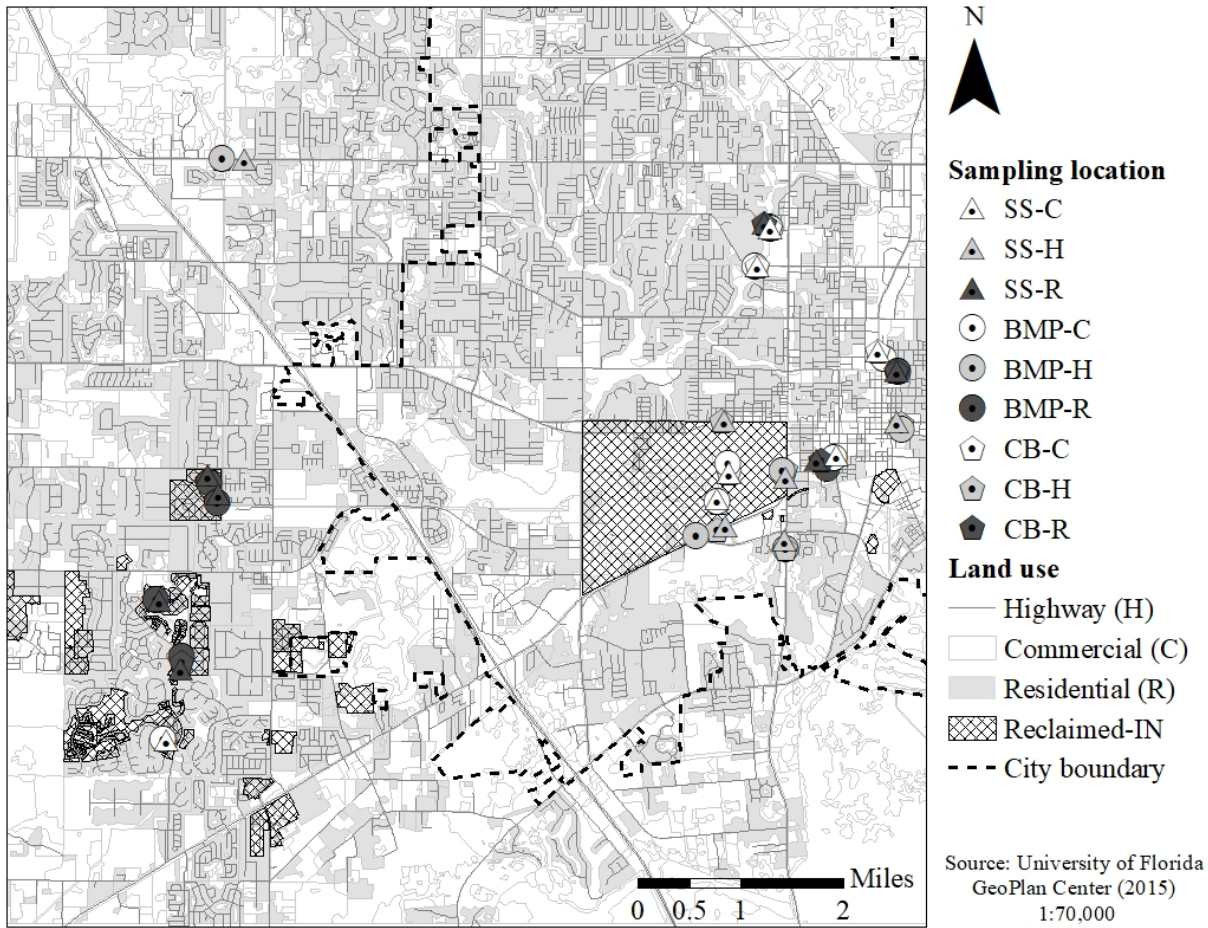 N
Sampling location
SS-C
SS-H
SS-R
BMP-C
BMP-H
BMP-R
CB-C
CB-H
CB-R
Land use
Highway (H)
Commercial (C)
Residential (R)
Reclaimed-IN
City boundary
Miles
0 0.5 1 2
Source: University of Florida
GeoPlan Center (2015)
1:70,000